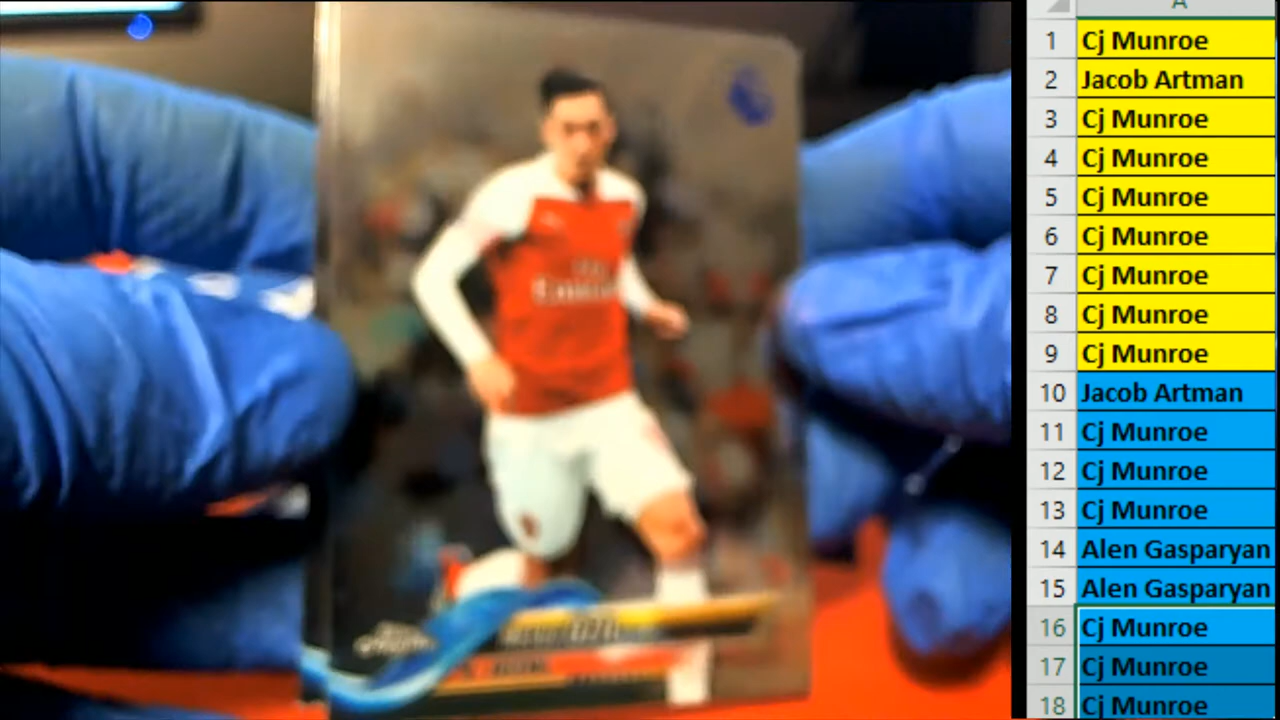 Fly
Emirates
A
1 Cj Munroe
2 Jacob Artman
3 Cj Munroe
4 Cj Munroe
5 Cj Munroe
6 Cj Munroe
7 Cj Munroe
8 Cj Munroe
9 Cj Munroe
10 Jacob Artman
11 Cj Munroe
12 Cj Munroe
13 Cj Munroe
14 Alen Gasparyan
15 Alen Gasparyan
16 Cj Munroe
17 Cj Munroe
18 Cj Munroe